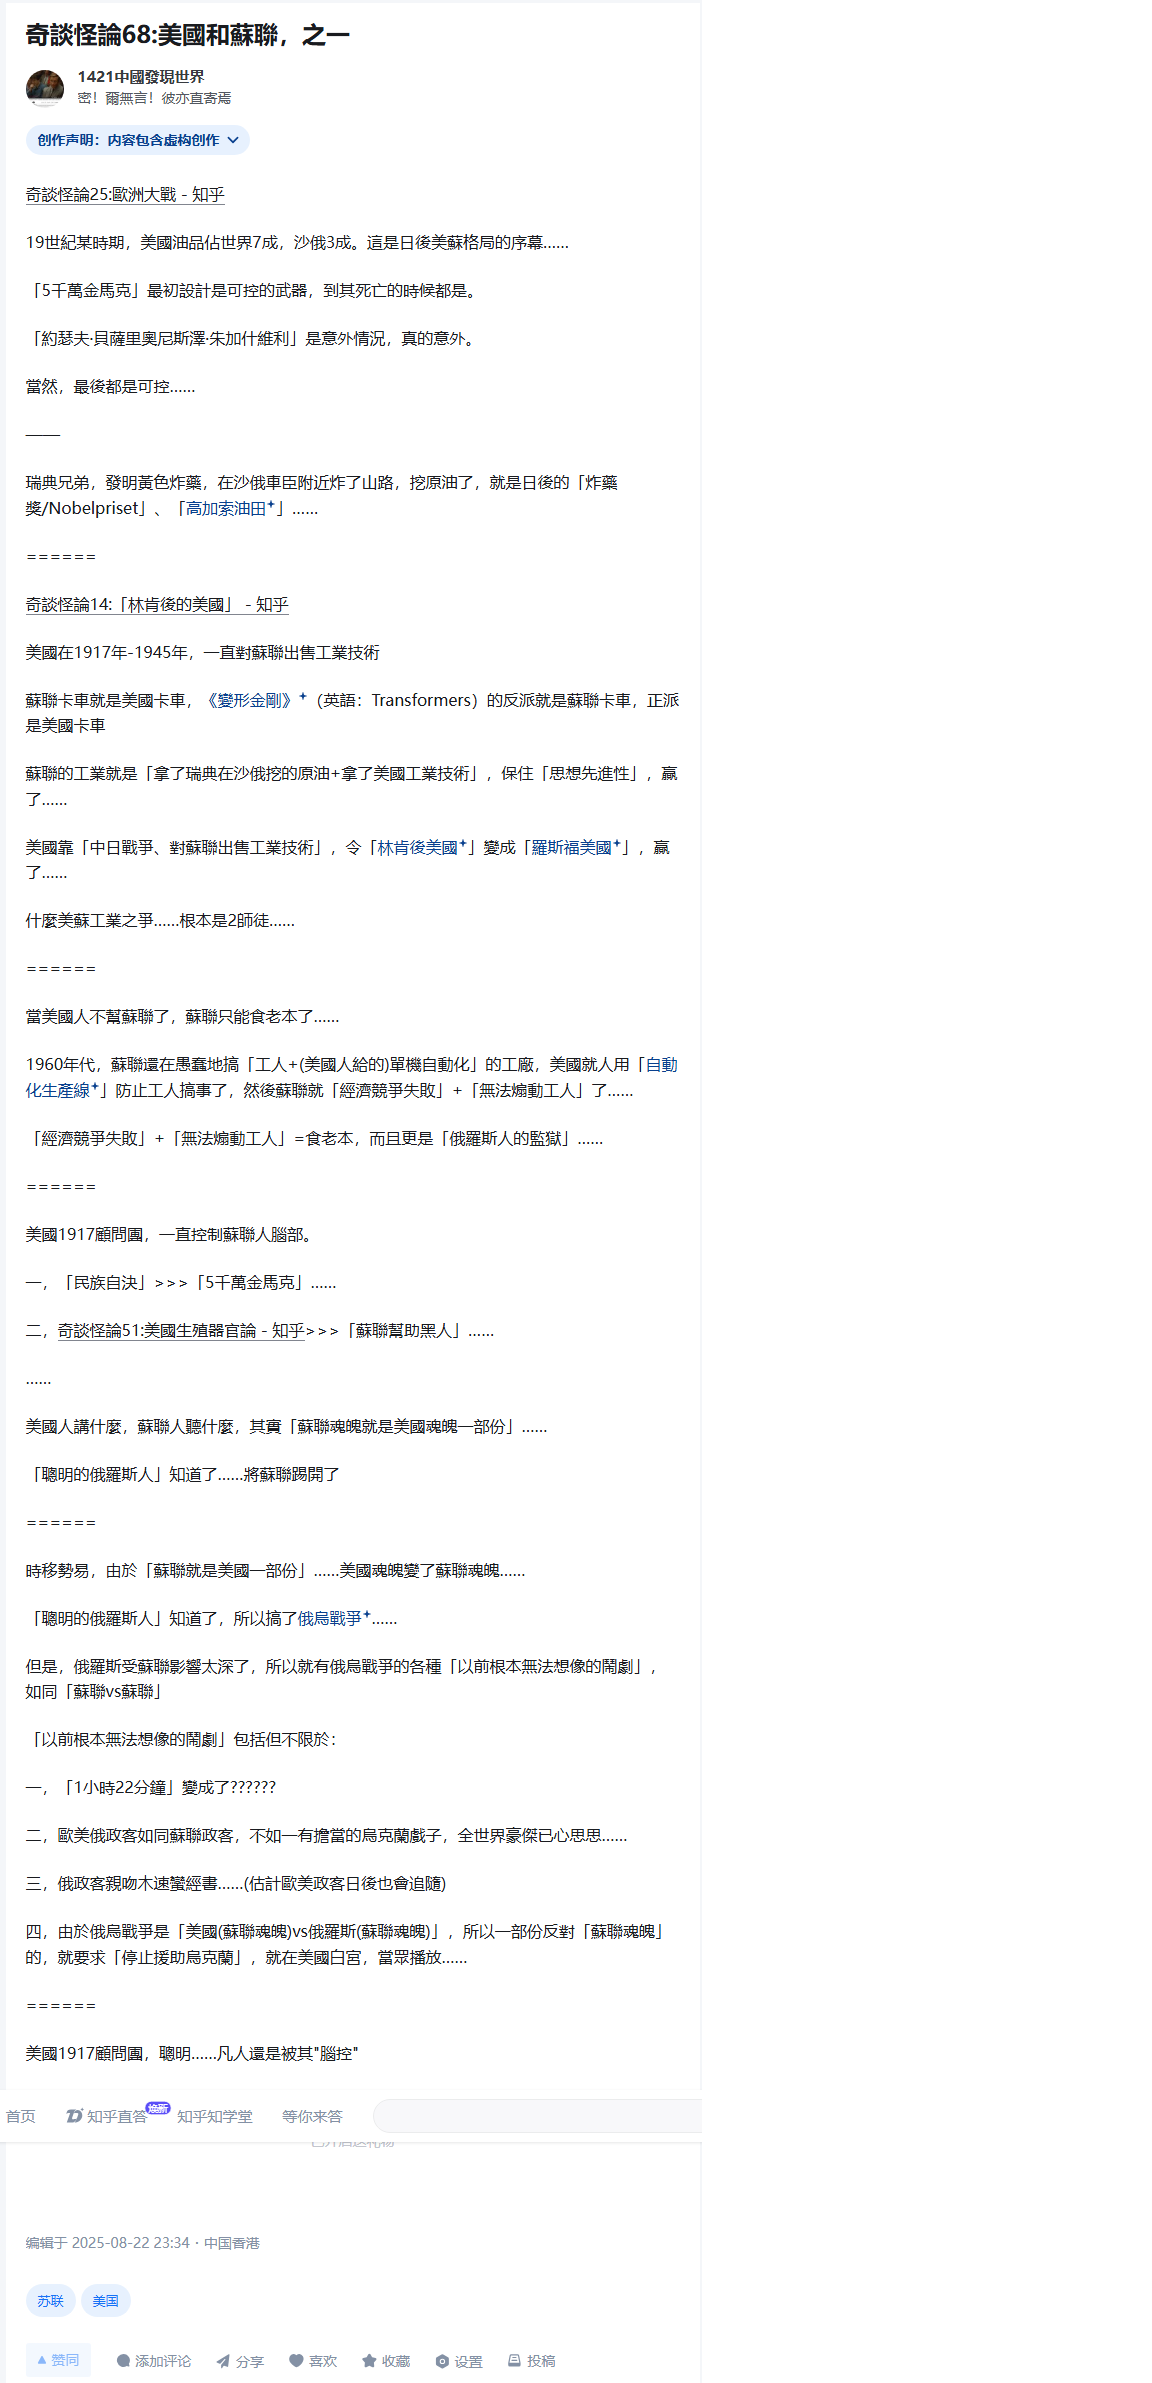 奇談怪論68:美國和蘇聯，之一
1421中國發現世界
密！爾無言！彼亦直寄焉
创作声明：内容包含虚构创作
奇談怪論25:歐洲大戰 - 知乎
19世紀某時期，美國油品佔世界7成，沙俄3成。這是日後美蘇格局的序幕……
「5千萬金馬克」最初設計是可控的武器，到其死亡的時候都是。
「約瑟夫·貝薩里奧尼斯澤·朱加什維利」是意外情況，真的意外。
當然，最後都是可控……
——
瑞典兄弟，發明黃色炸藥，在沙俄車臣附近炸了山路，挖原油了，就是日後的「炸藥
獎/Nobelpriset」、「高加索油田」……
======
奇談怪論14:「林肯後的美國」 - 知乎
美國在1917年-1945年，一直對蘇聯出售工業技術
蘇聯卡車就是美國卡車，《變形金剛》（英語：Transformers）的反派就是蘇聯卡車，正派
是美國卡車
蘇聯的工業就是「拿了瑞典在沙俄挖的原油+拿了美國工業技術」，保住「思想先進性」，贏
了……
美國靠「中日戰爭、對蘇聯出售工業技術」，令「林肯後美國」變成「羅斯福美國」，贏
了……
什麼美蘇工業之爭……根本是2師徒……
======
當美國人不幫蘇聯了，蘇聯只能食老本了……
1960年代，蘇聯還在愚蠢地搞「工人+(美國人給的)單機自動化」的工廠，美國就人用「自動
化生產線」防止工人搞事了，然後蘇聯就「經濟競爭失敗」+「無法煽動工人」了……
「經濟競爭失敗」+「無法煽動工人」=食老本，而且更是「俄羅斯人的監獄」……
======
美國1917顧問團，一直控制蘇聯人腦部。
一，「民族自決」>>>「5千萬金馬克」……
二，奇談怪論51:美國生殖器官論 - 知乎>>>「蘇聯幫助黑人」……
……
美國人講什麼，蘇聯人聽什麼，其實「蘇聯魂魄就是美國魂魄一部份」……
「聰明的俄羅斯人」知道了……將蘇聯踢開了
======
時移勢易，由於「蘇聯就是美國一部份」……美國魂魄變了蘇聯魂魄……
「聰明的俄羅斯人」知道了，所以搞了俄烏戰爭……
但是，俄羅斯受蘇聯影響太深了，所以就有俄烏戰爭的各種「以前根本無法想像的鬧劇」，
如同「蘇聯vs蘇聯」
「以前根本無法想像的鬧劇」包括但不限於：
一，「1小時22分鐘」變成了??????
二，歐美俄政客如同蘇聯政客，不如一有擔當的烏克蘭戲子，全世界豪傑已心思思……
三，俄政客親吻木速蠻經書……(估計歐美政客日後也會追隨)
四，由於俄烏戰爭是「美國(蘇聯魂魄)vs俄羅斯(蘇聯魂魄)」，所以一部份反對「蘇聯魂魄」
的，就要求「停止援助烏克蘭」，就在美國白宮，當眾播放……
======
美國1917顧問團，聰明……凡人還是被其"腦控"
首页 知乎直答 焕新 知乎知学堂 等你来答
编辑于 2025-08-22 23:34・中国香港
苏联 美国
赞同 添加评论 分享 喜欢 收藏 设置 投稿